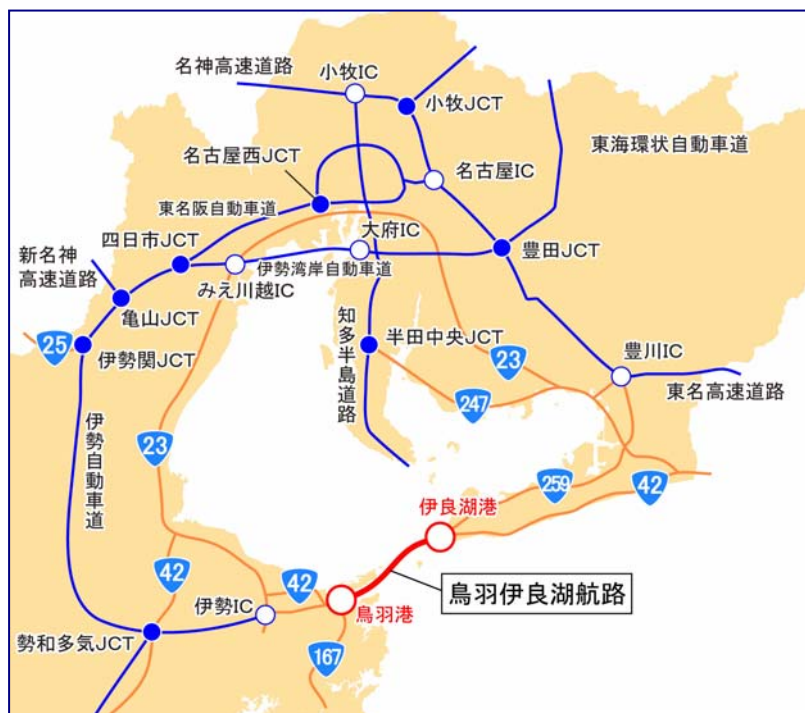 名神高速道路
小牧IC
小牧JCT
東海環状自動車道
名古屋西JCT
名古屋IC
東名阪自動車道
大府IC
四日市JCT
新名神
高速道路
伊勢湾岸自動車道
豊田JCT
みえ川越IC
亀山JCT
知多半島道路
半田中央JCT
25
伊勢関JCT
23
豊川IC
247
東名高速道路
伊勢自動車道
23
259
42
伊良湖港
42
42
伊勢IC
鳥羽港
鳥羽伊良湖航路
勢和多気JCT
167